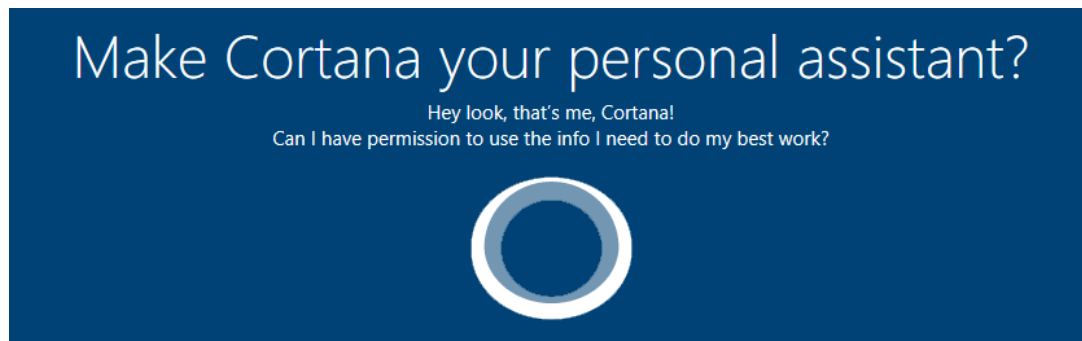 Make Cortana your personal assistant?
Hey look, that's me, Cortana!
Can I have permission to use the info I need to do my best work?